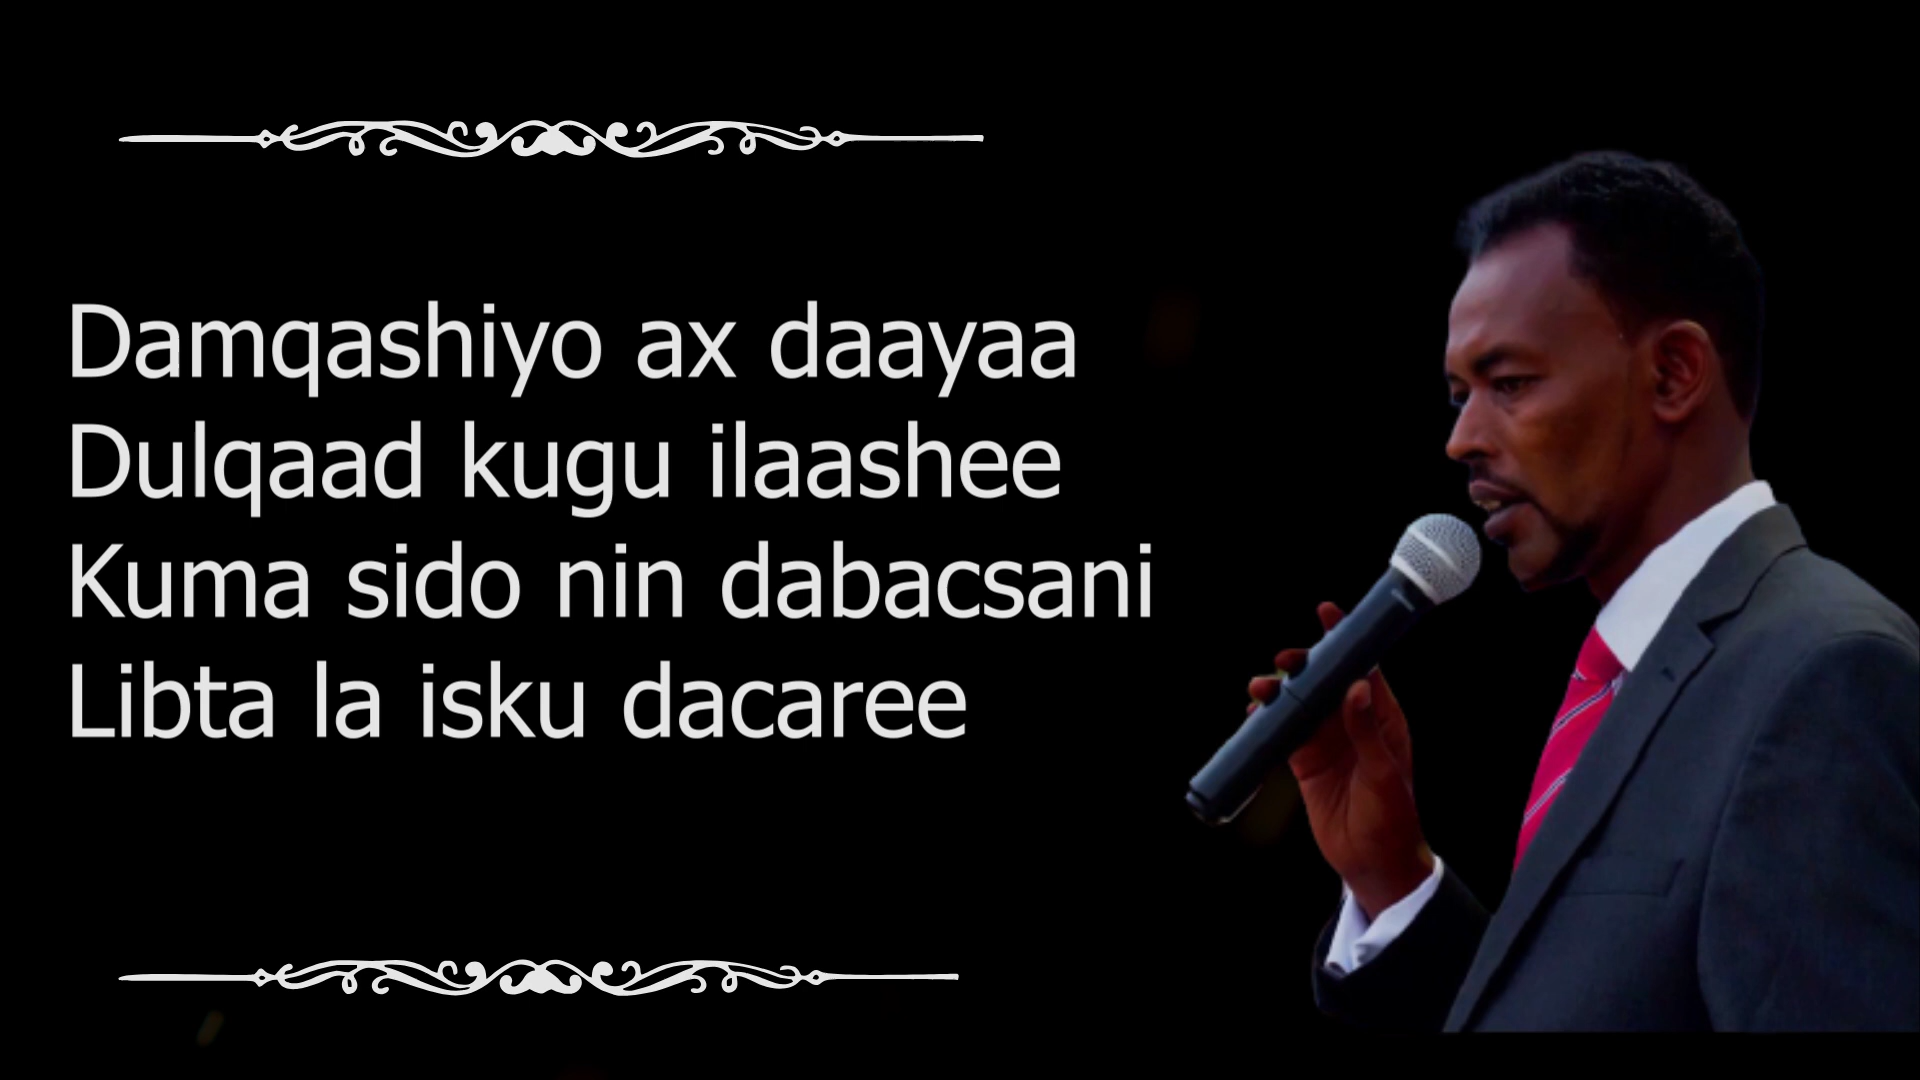 Damqashiyo ax daayaa
Dulqaad kugu ilaashee
Kuma sido nin dabacsani
Libta la isku dacaree